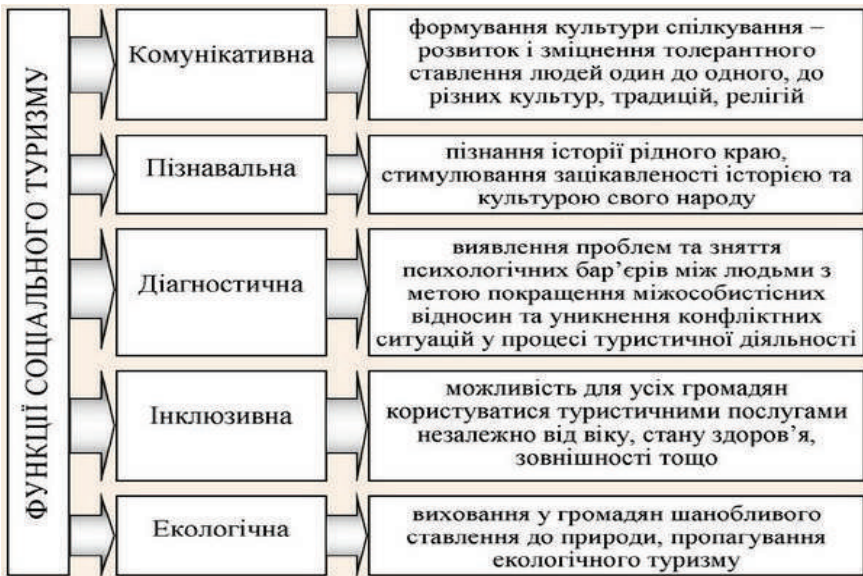 ФУНКЦІЇ СОЦІАЛЬНОГО ТУРИЗМУ
Комунікативна
формування культури спілкування –
розвиток і зміцнення толерантного
ставлення людей один до одного, до
різних культур, традицій, релігій
Пізнавальна
пізнання історії рідного краю,
стимулювання зацікавленості історією та
культурою свого народу
Діагностична
виявлення проблем та зняття
психологічних бар’єрів між людьми з
метою покращення міжособистісних
відносин та уникнення конфліктних
ситуацій у процесі туристичної діяльності
Інклюзивна
можливість для усіх громадян
користуватися туристичними послугами
незалежно від віку, стану здоров’я,
зовнішності тощо
Екологічна
виховання у громадян шанобливого
ставлення до природи, пропагування
екологічного туризму